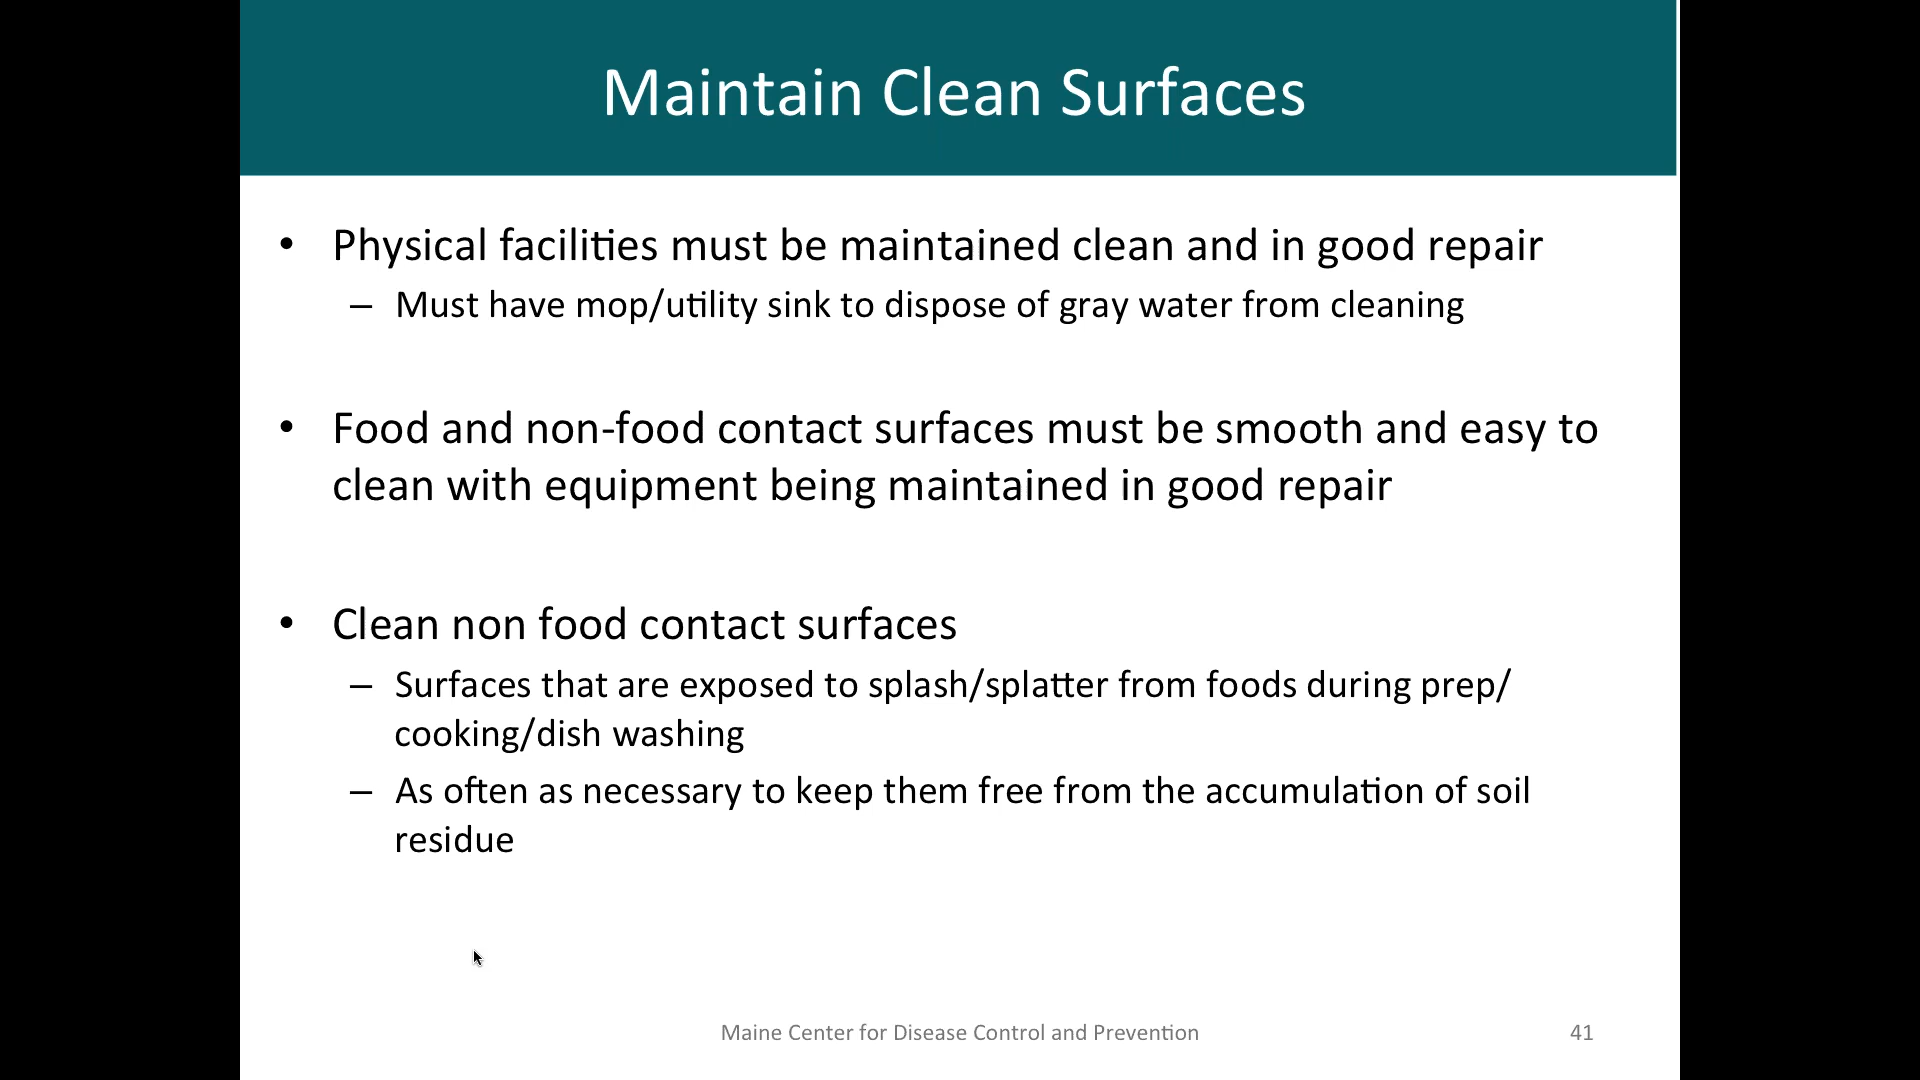 Maintain Clean Surfaces
• Physical facilities must be maintained clean and in good repair
– Must have mop/utility sink to dispose of gray water from cleaning
• Food and non-food contact surfaces must be smooth and easy to
clean with equipment being maintained in good repair
• Clean non food contact surfaces
– Surfaces that are exposed to splash/splatter from foods during prep/
cooking/dish washing
– As often as necessary to keep them free from the accumulation of soil
residue
Maine Center for Disease Control and Prevention
41